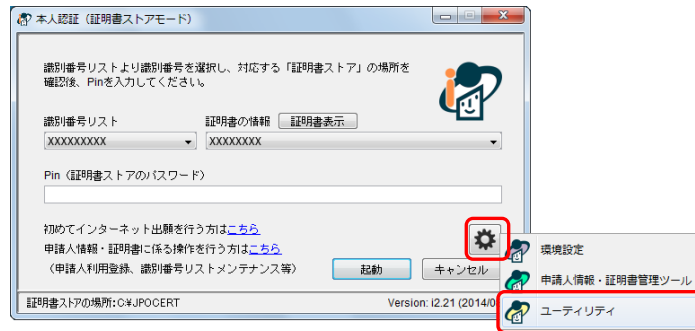 本人認証（証明書ストアモード）
識別番号リストより識別番号を選択し、対応する「証明書ストア」の場所を
確認後、Pinを入力してください。
識別番号リスト 証明書の情報 証明書表示
XXXXXXXXX XXXXXXXX
Pin（証明書ストアのパスワード）
初めてインターネット出願を行う方はこちら
申請人情報・証明書に係る操作を行う方はこちら
（申請人利用登録、識別番号リストメンテナンス等） 起動 キャンセル
証明書ストアの場所:C¥JPOCERT Version: i2.21 (2014/0
環境設定
申請人情報・証明書管理ツール
ユーティリティ